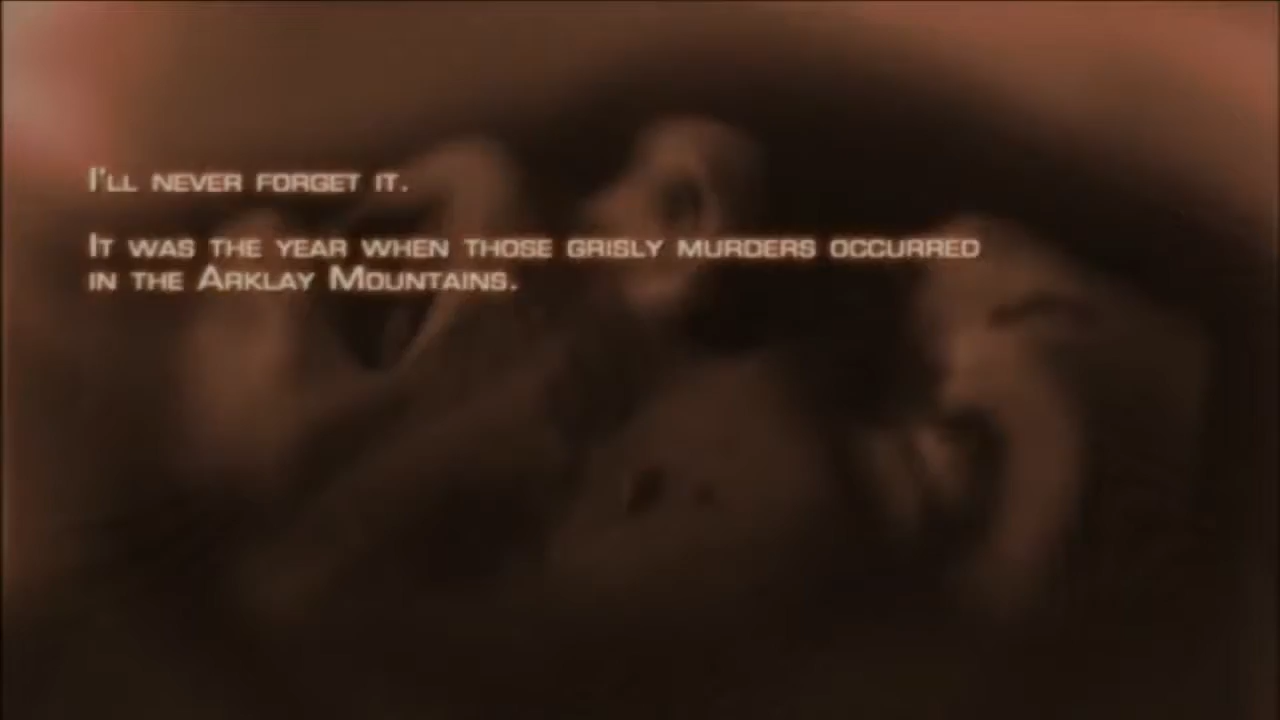 I'll never forget it.
It was the year when those grisly murders occurred
in the Arklay Mountains.